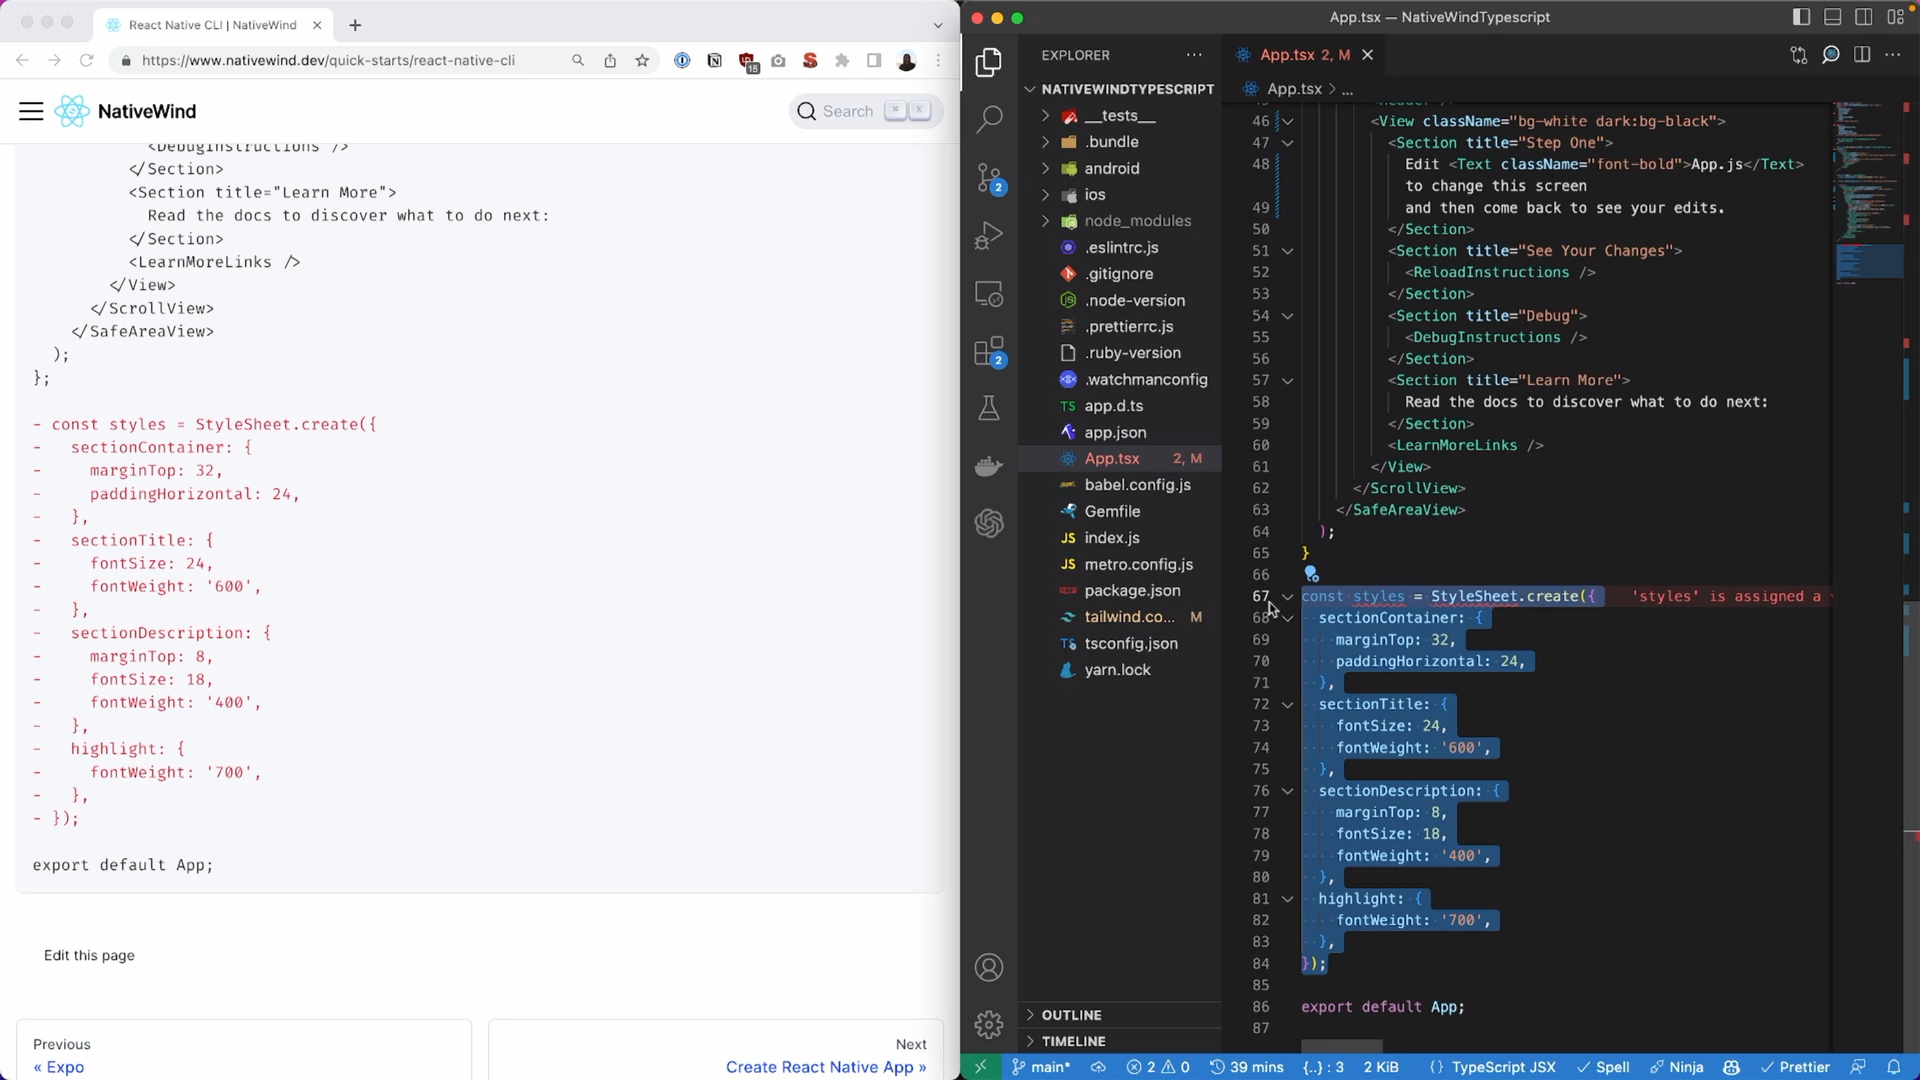 React Native CLI | NativeWind
https://www.nativewind.dev/quick-starts/react-native-cli
15
NativeWind
Search ⌘ K
<DebugInstructions />
</Section>
<Section title="Learn More">
Read the docs to discover what to do next:
</Section>
<LearnMoreLinks />
</View>
</ScrollView>
</SafeAreaView>
);
};
- const styles = StyleSheet.create({
- sectionContainer: {
- marginTop: 32,
- paddingHorizontal: 24,
- },
- sectionTitle: {
- fontSize: 24,
- fontWeight: '600',
- },
- sectionDescription: {
- marginTop: 8,
- fontSize: 18,
- fontWeight: '400',
- },
- highlight: {
- fontWeight: '700',
- },
- });
export default App;
Edit this page
Previous
« Expo
Next
Create React Native App »
App.tsx — NativeWindTypescript
EXPLORER
NATIVEWINDTYPESCRIPT
__tests__
.bundle
android
ios
node_modules
.eslintrc.js
.gitignore
.node-version
.prettierrc.js
.ruby-version
.watchmanconfig
TS app.d.ts
app.json
App.tsx 2, M
babel.config.js
Gemfile
JS index.js
JS metro.config.js
package.json
tailwind.co... M
TS tsconfig.json
yarn.lock
OUTLINE
TIMELINE
2
2
App.tsx 2, M
App.tsx > ...
46 <View className="bg-white dark:bg-black">
47 <Section title="Step One">
48 Edit <Text className="font-bold">App.js</Text>
to change this screen
49 and then come back to see your edits.
50 </Section>
51 <Section title="See Your Changes">
52 <ReloadInstructions />
53 </Section>
54 <Section title="Debug">
55 <DebugInstructions />
56 </Section>
57 <Section title="Learn More">
58 Read the docs to discover what to do next:
59 </Section>
60 <LearnMoreLinks />
61 </View>
62 </ScrollView>
63 </SafeAreaView>
64 );
65 }
66
67 const styles = StyleSheet.create({ 'styles' is assigned a
68 sectionContainer: {
69 marginTop: 32,
70 paddingHorizontal: 24,
71 },
72 sectionTitle: {
73 fontSize: 24,
74 fontWeight: '600',
75 },
76 sectionDescription: {
77 marginTop: 8,
78 fontSize: 18,
79 fontWeight: '400',
80 },
81 highlight: {
82 fontWeight: '700',
83 },
84 });
85
86 export default App;
87
main* 2 0 39 mins {..} : 3 2 KiB {} TypeScript JSX Spell Ninja Prettier